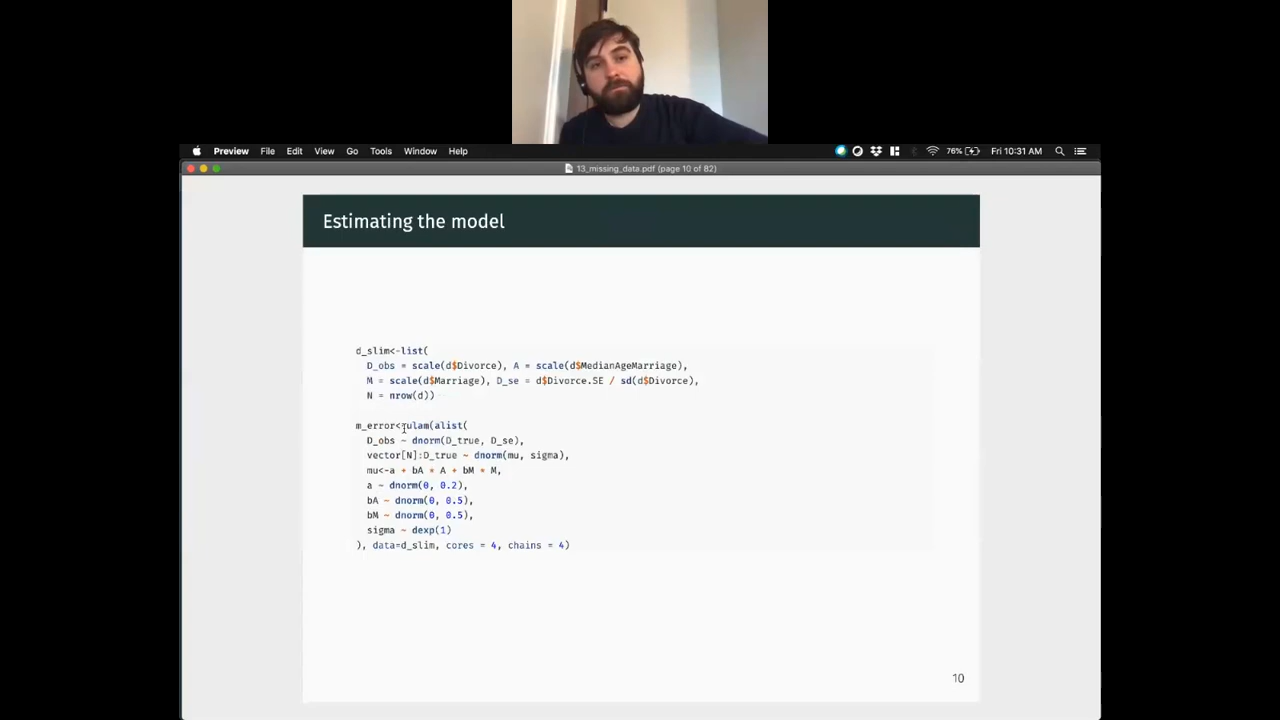 Preview File Edit View Go Tools Window Help 76% Fri 10:31 AM
13_missing_data.pdf (page 10 of 82)
Estimating the model
d_slim<-list(
D_obs = scale(d$Divorce), A = scale(d$MedianAgeMarriage),
M = scale(d$Marriage), D_se = d$Divorce.SE / sd(d$Divorce),
N = nrow(d))
m_error<-ulam(alist(
D_obs ~ dnorm(D_true, D_se),
vector[N]:D_true ~ dnorm(mu, sigma),
mu<-a + bA * A + bM * M,
a ~ dnorm(0, 0.2),
bA ~ dnorm(0, 0.5),
bM ~ dnorm(0, 0.5),
sigma ~ dexp(1)
), data=d_slim, cores = 4, chains = 4)
10